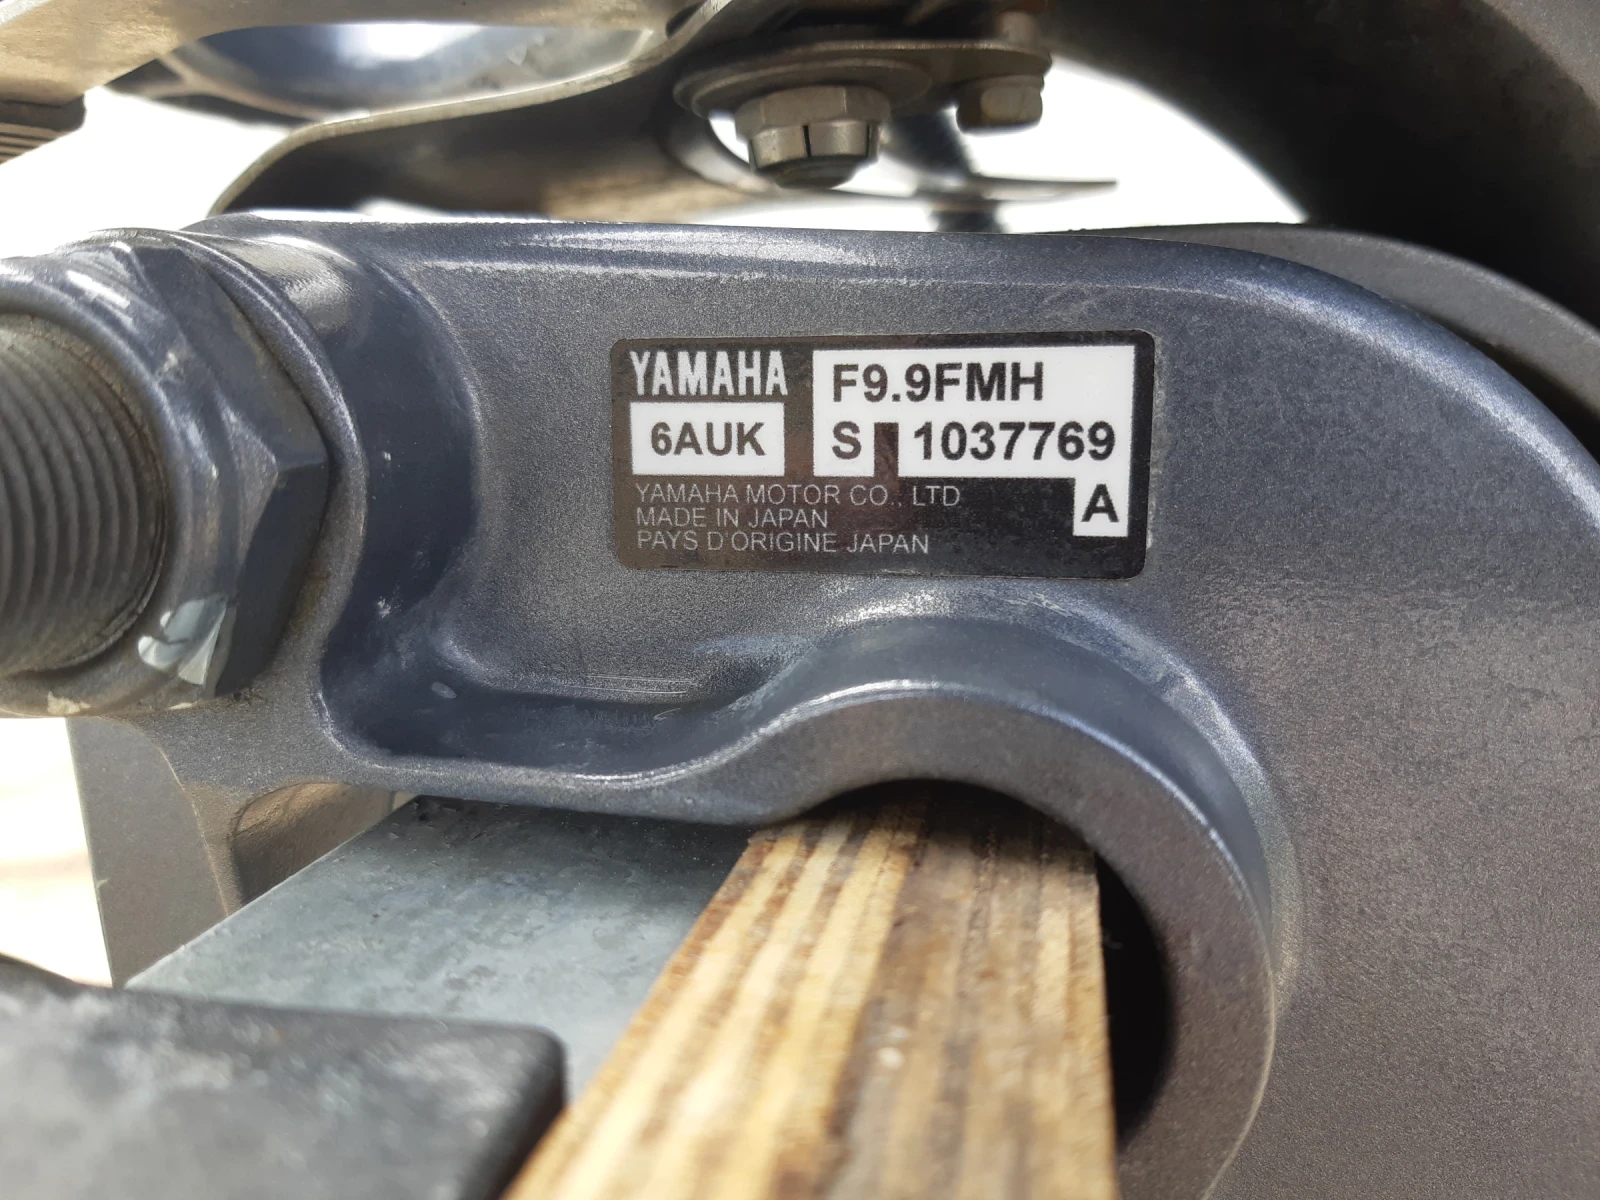 YAMAHA F9.9FMH
6AUK S 1037769
A
YAMAHA MOTOR CO., LTD
MADE IN JAPAN
PAYS D'ORIGINE JAPAN